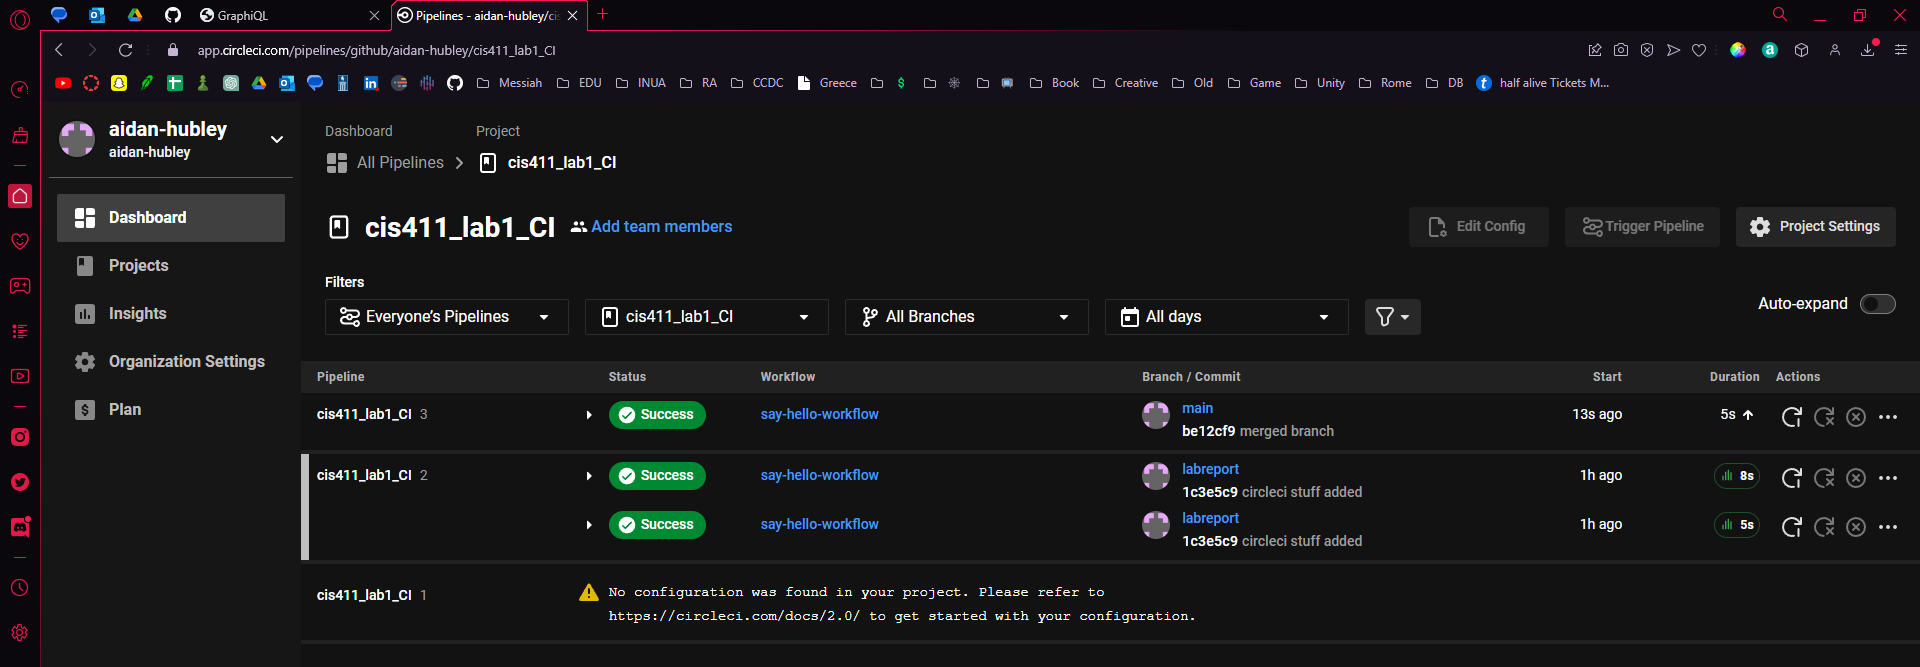 GraphiQL
Pipelines - aidan-hubley/cis
app.circleci.com/pipelines/github/aidan-hubley/cis411_lab1_CI
Messiah
EDU
INUA
RA
CCDC
Greece
$
Book
Creative
Old
Game
Unity
Rome
DB
t
half alive Tickets M...
a
in
aidan-hubley
aidan-hubley
Dashboard
Projects
Insights
Organization Settings
$
Plan
Dashboard
Project
All Pipelines
cis411_lab1_CI
cis411_lab1_CI
Add team members
Edit Config
Trigger Pipeline
Project Settings
Filters
Everyone's Pipelines
cis411_lab1_CI
All Branches
All days
Auto-expand
Pipeline
Status
Workflow
Branch / Commit
Start
Duration
Actions
cis411_lab1_CI 3
Success
say-hello-workflow
main
be12cf9 merged branch
13s ago
5s
cis411_lab1_CI 2
Success
say-hello-workflow
labreport
1c3e5c9 circleci stuff added
1h ago
8s
Success
say-hello-workflow
labreport
1c3e5c9 circleci stuff added
1h ago
5s
cis411_lab1_CI 1
No configuration was found in your project. Please refer to
https://circleci.com/docs/2.0/ to get started with your configuration.